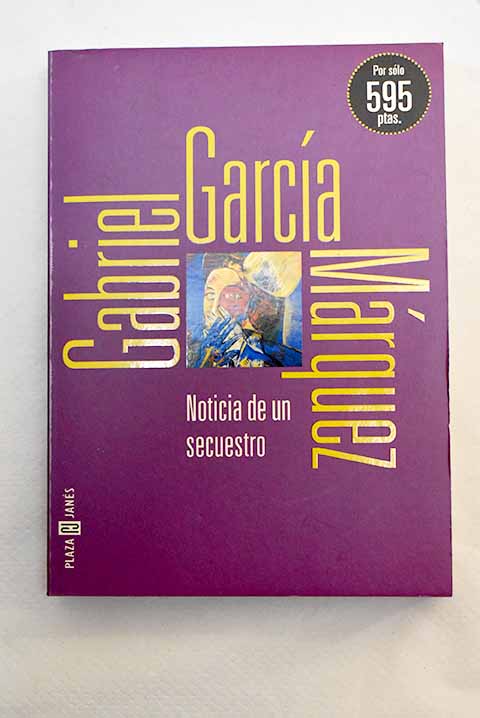 Por sólo
595
ptas.
Gabriel
García
Márquez
Noticia de un
secuestro
PLAZA JANÉS